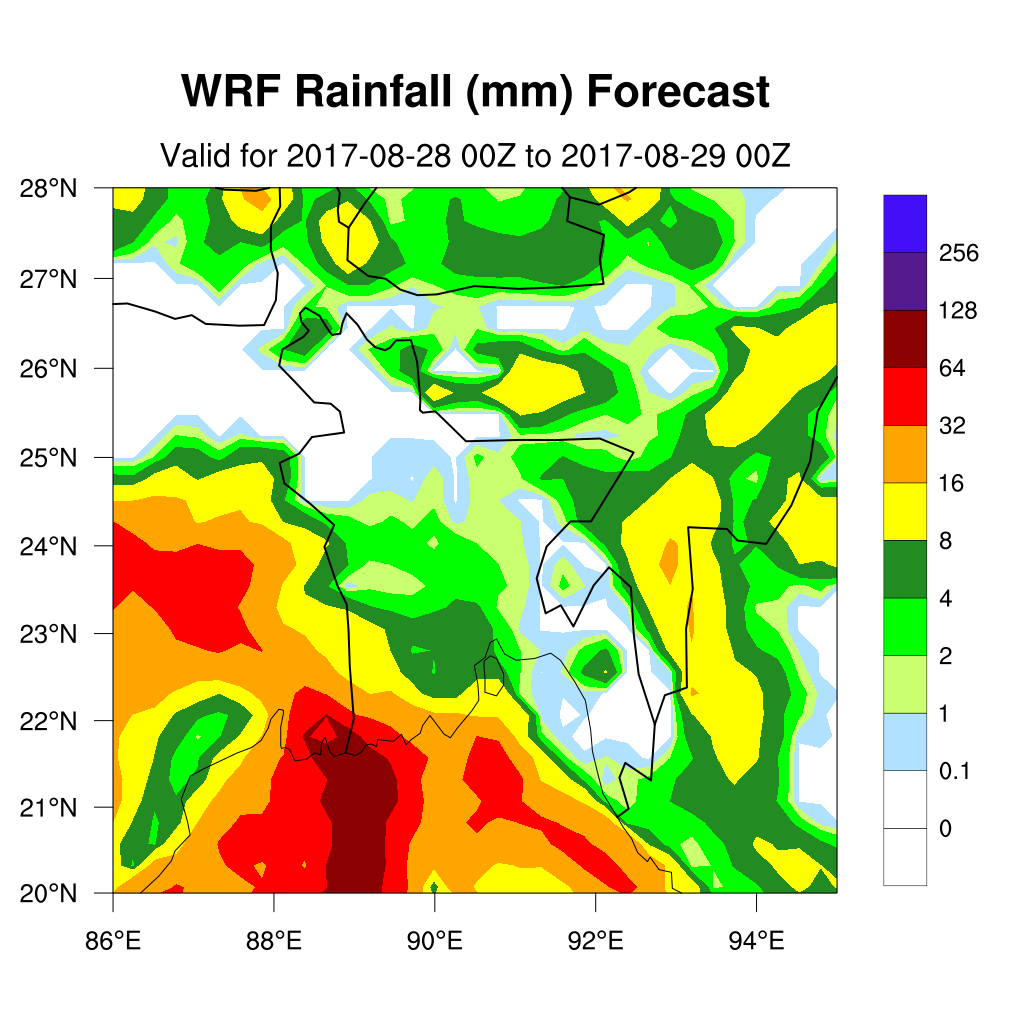 WRF Rainfall (mm) Forecast
Valid for 2017-08-28 00Z to 2017-08-29 00Z
28°N
27°N
26°N
25°N
24°N
23°N
22°N
21°N
20°N
86°E 88°E 90°E 92°E 94°E
256
128
64
32
16
8
4
2
1
0.1
0